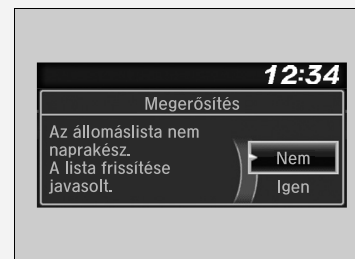 12:34
Megerősítés
Az állomáslista nem
naprakész.
A lista frissítése
javasolt.
Nem
Igen